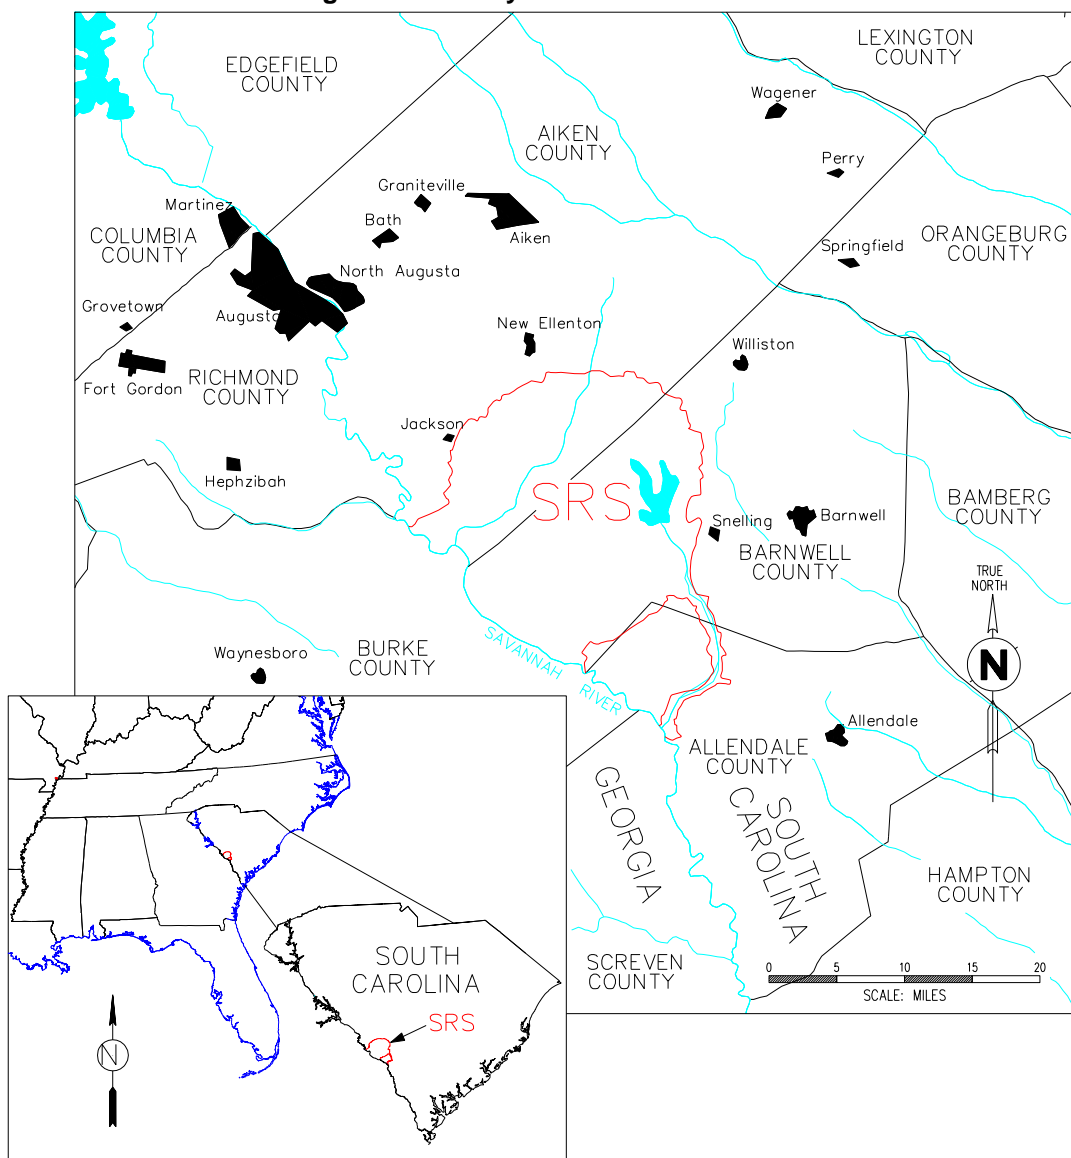 LEXINGTON
COUNTY
EDGEFIELD
COUNTY
Wagener
AIKEN
COUNTY
Perry
Graniteville
Martinez
Bath
Aiken
COLUMBIA
COUNTY
ORANGEBURG
COUNTY
Springfield
North Augusta
Grovetown
Augusta
New Ellenton
Williston
RICHMOND
COUNTY
Fort Gordon
Jackson
Hephzibah
SRS
BAMBERG
COUNTY
Snelling
Barnwell
BARNWELL
COUNTY
TRUE
NORTH
N
SAVANNAH RIVER
BURKE
COUNTY
Waynesboro
Allendale
ALLENDALE
COUNTY
GEORGIA
SOUTH
CAROLINA
HAMPTON
COUNTY
SCREVEN
COUNTY
0 5 10 15 20
SCALE: MILES
SOUTH
CAROLINA
SRS
N